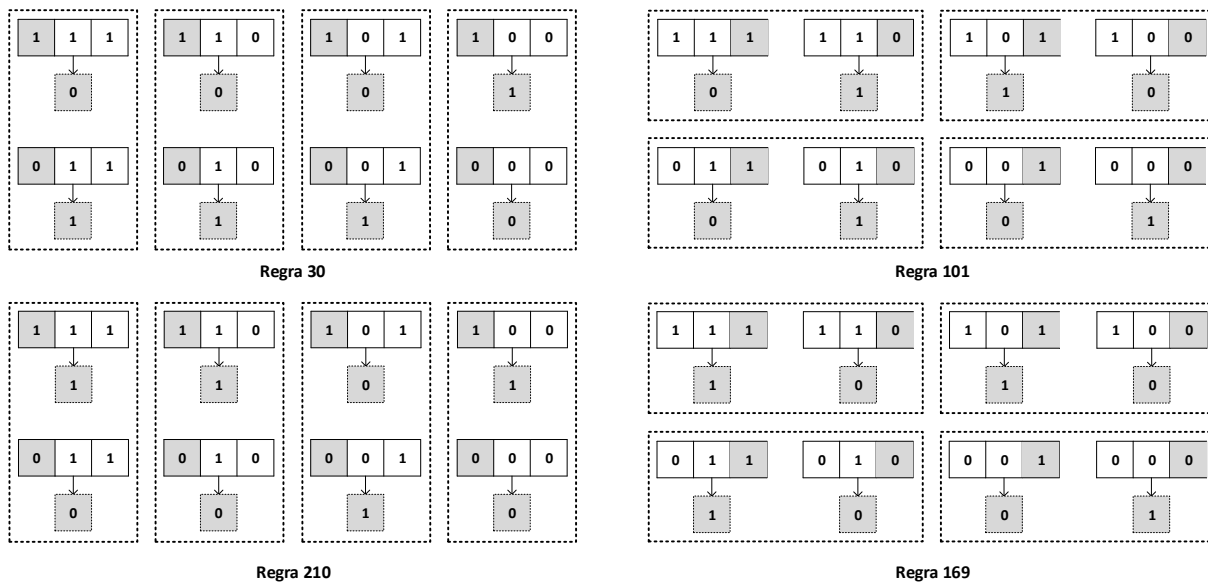 1 1 1 1 1 0 1 0 1 1 0 0
0 0 0 1
0 1 1 0 1 0 0 0 1 0 0 0
1 1 1 0
Regra 30
1 1 1 1 1 0 1 0 1 1 0 0
0 1 1 0
0 1 1 0 1 0 0 0 1 0 0 0
0 1 0 1
Regra 101
1 1 1 1 1 0 1 0 1 1 0 0
1 1 0 1
0 1 1 0 1 0 0 0 1 0 0 0
0 0 1 0
Regra 210
1 1 1 1 1 0 1 0 1 1 0 0
1 0 1 0
0 1 1 0 1 0 0 0 1 0 0 0
1 0 0 1
Regra 169